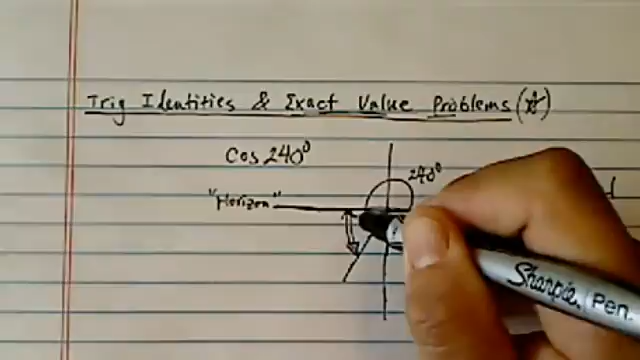 Trig Identities & Exact Value Problems
Cos 240°
240°
"Horizon"
Sharpie. Pen.